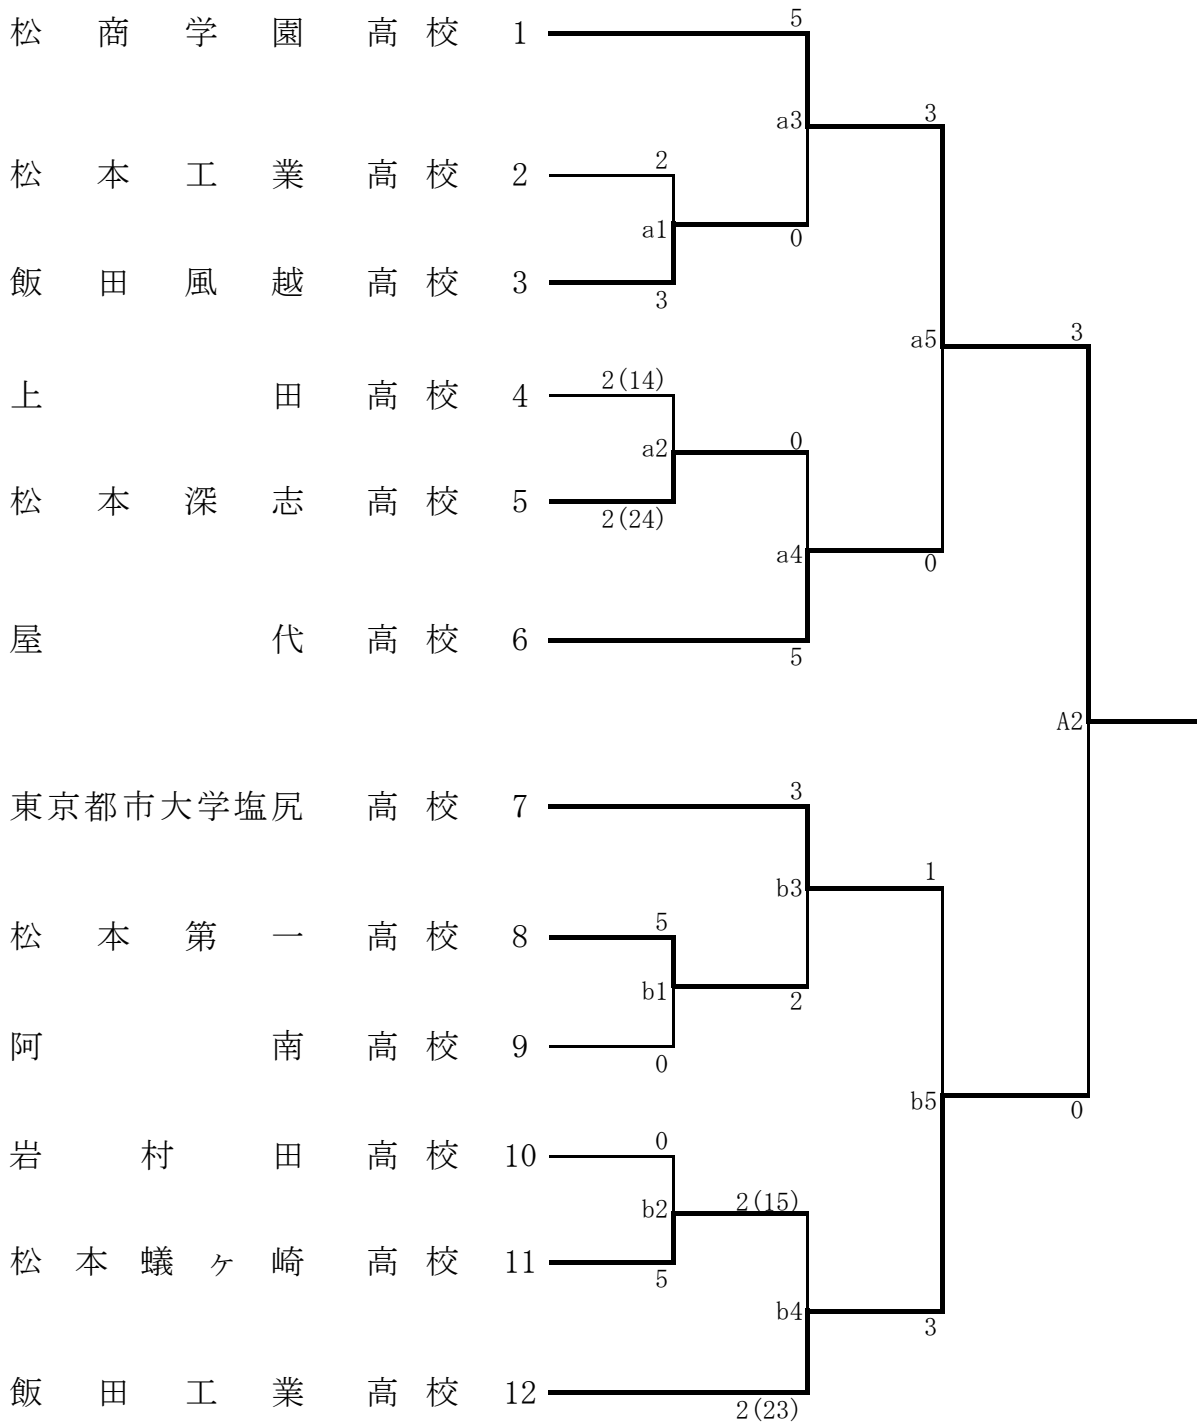 松商学園高校 1
5
a3
3
松本工業高校 2
2
a1
0
飯田風越高校 3
3
a5
3
上田高校 4
2(14)
a2
0
松本深志高校 5
2(24)
a4
0
屋代高校 6
5
A2
東京都市大学塩尻高校 7
3
b3
1
松本第一高校 8
5
b1
2
阿南高校 9
0
b5
0
岩村田高校 10
0
b2
2(15)
松本蟻ヶ崎高校 11
5
b4
3
飯田工業高校 12
2(23)